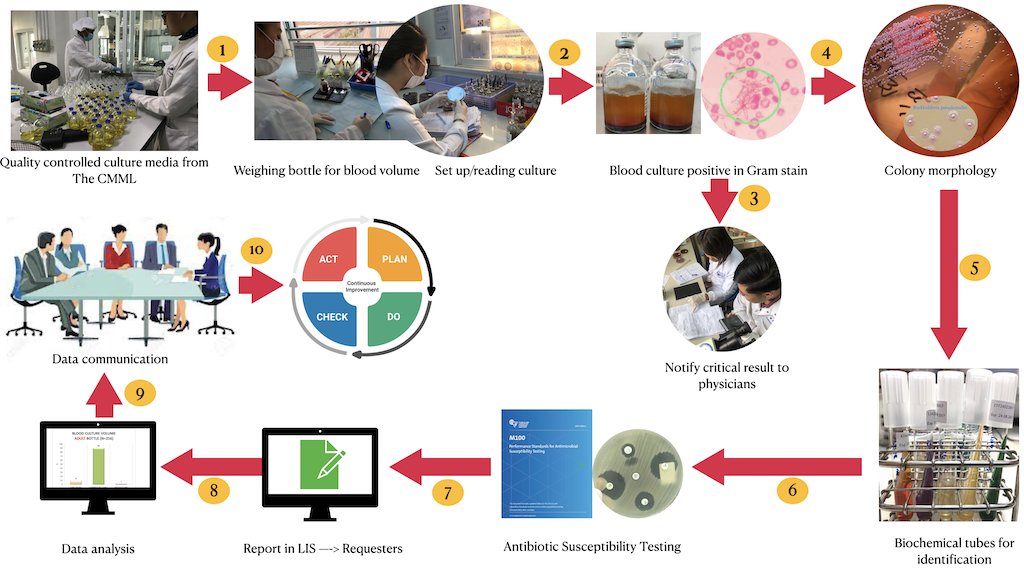 1
2
4
Quality controlled culture media from
The CMML
Weighing bottle for blood volume
Set up/reading culture
Blood culture positive in Gram stain
Colony morphology
3
5
10
ACT
PLAN
Continuous
Improvement
CHECK
DO
Data communication
Notify critical result to
physicians
9
BLOOD CULTURE VOLUME
ADULT BOTTLE (N=156)
M100
Performance Standards for Antimicrobial
Susceptibility Testing
8
7
6
Data analysis
Report in LIS ----> Requesters
Antibiotic Susceptibility Testing
Biochemical tubes for
identification